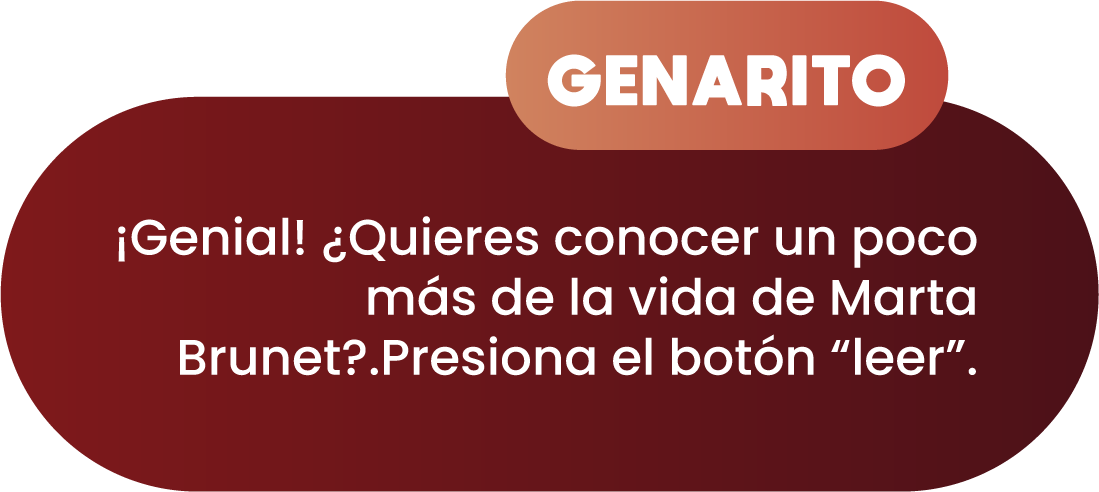 GENARITO
¡Genial! ¿Quieres conocer un poco
más de la vida de Marta
Brunet?.Presiona el botón “leer”.